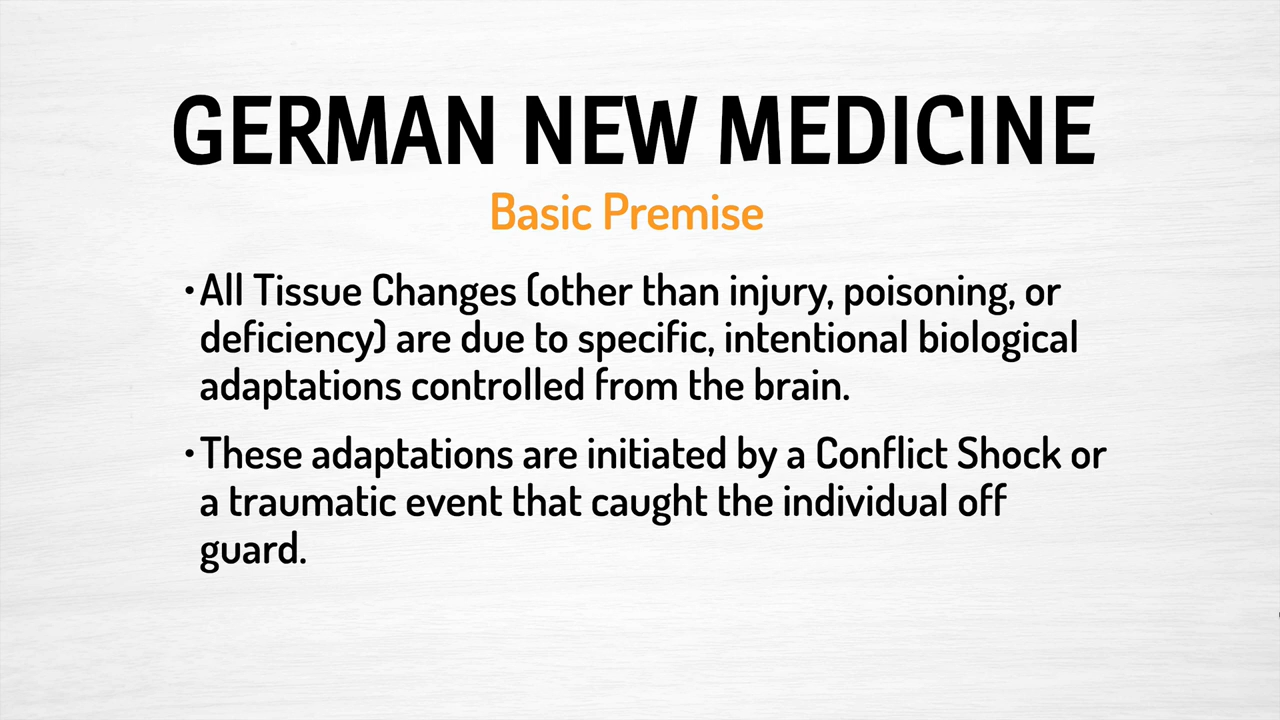 GERMAN NEW MEDICINE
Basic Premise
• All Tissue Changes (other than injury, poisoning, or
deficiency) are due to specific, intentional biological
adaptations controlled from the brain.
• These adaptations are initiated by a Conflict Shock or
a traumatic event that caught the individual off
guard.